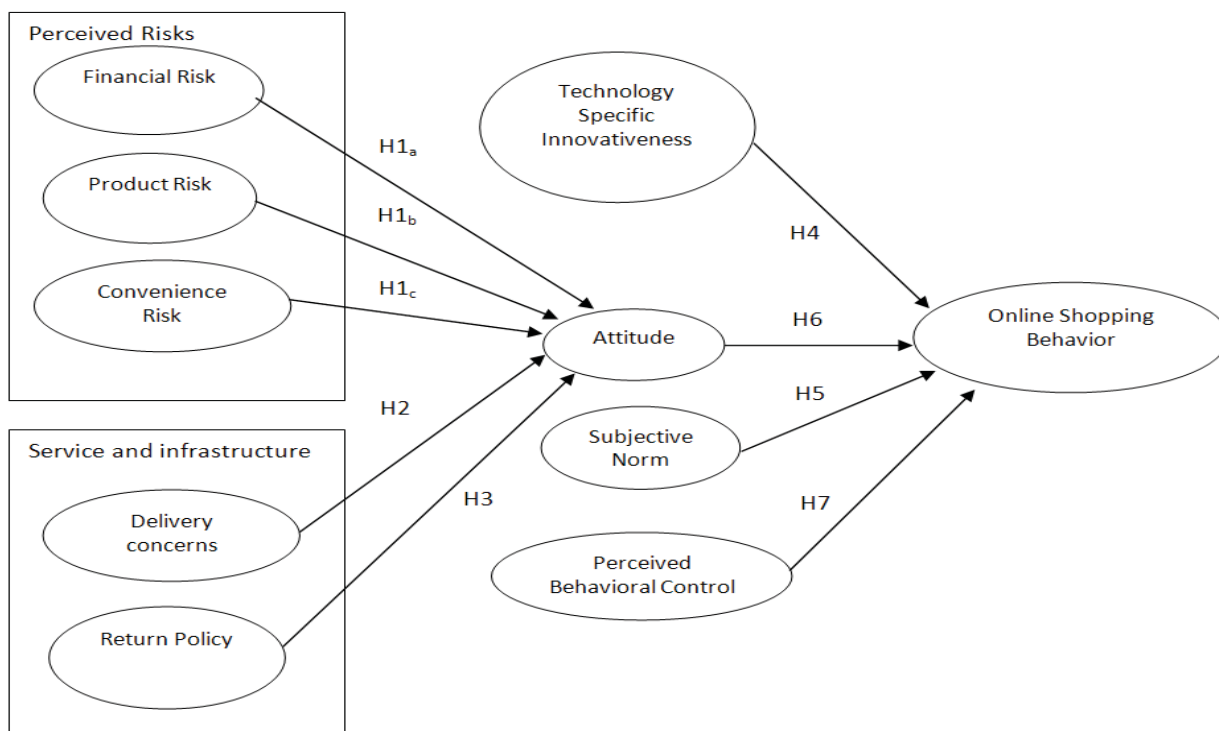 Perceived Risks
Financial Risk
Product Risk
Convenience
Risk
H1a
H1b
H1c
Service and infrastructure
Delivery
concerns
Return Policy
H2
H3
Technology
Specific
Innovativeness
Attitude
Subjective
Norm
Perceived
Behavioral Control
H4
H6
H5
H7
Online Shopping
Behavior